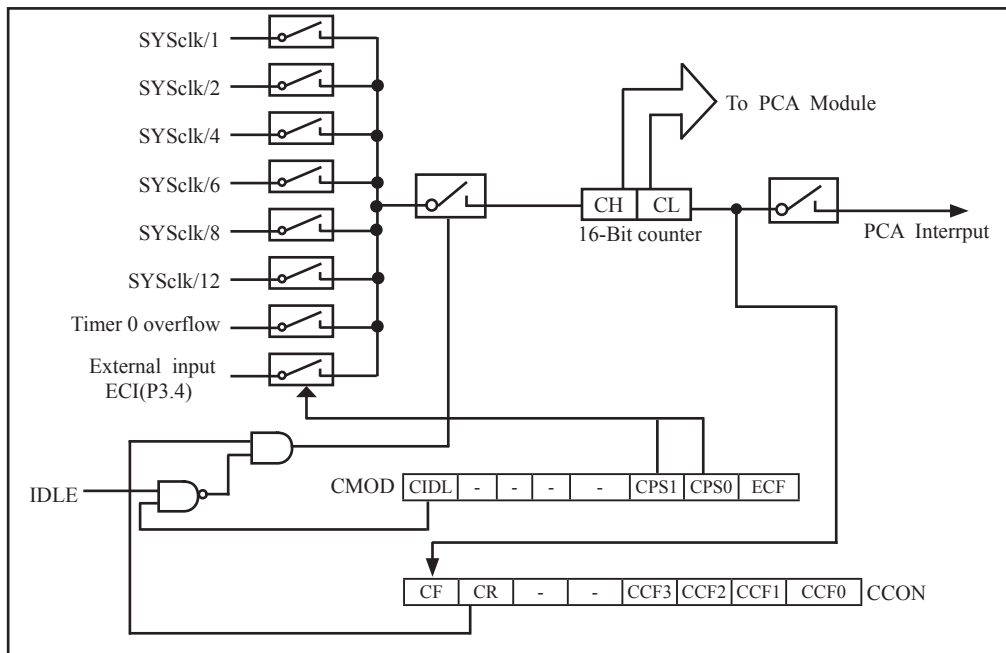 SYSclk/1
SYSclk/2
SYSclk/4
SYSclk/6
SYSclk/8
SYSclk/12
Timer 0 overflow
External input
ECI(P3.4)
To PCA Module
CH CL
16-Bit counter
PCA Interrput
IDLE
CMOD CIDL - - - - CPS1 CPS0 ECF
CF CR - - CCF3 CCF2 CCF1 CCF0 CCON